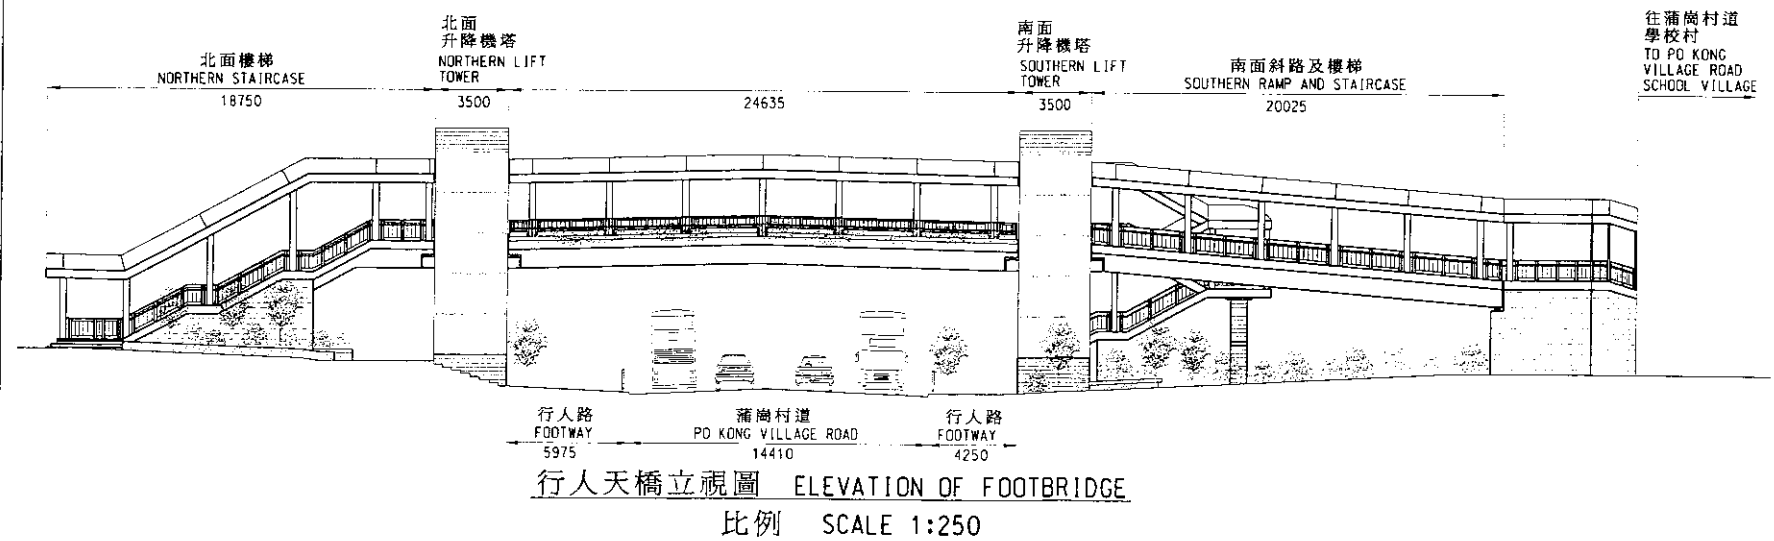 北面樓梯
NORTHERN STAIRCASE
18750
北面
升降機塔
NORTHERN LIFT
TOWER
3500
24635
南面
升降機塔
SOUTHERN LIFT
TOWER
3500
南面斜路及樓梯
SOUTHERN RAMP AND STAIRCASE
20025
往蒲崗村道
學校村
TO PO KONG
VILLAGE ROAD
SCHOOL VILLAGE
行人路
FOOTWAY
5975
蒲崗村道
PO KONG VILLAGE ROAD
14410
行人路
FOOTWAY
4250
行人天橋立視圖 ELEVATION OF FOOTBRIDGE
比例 SCALE 1:250